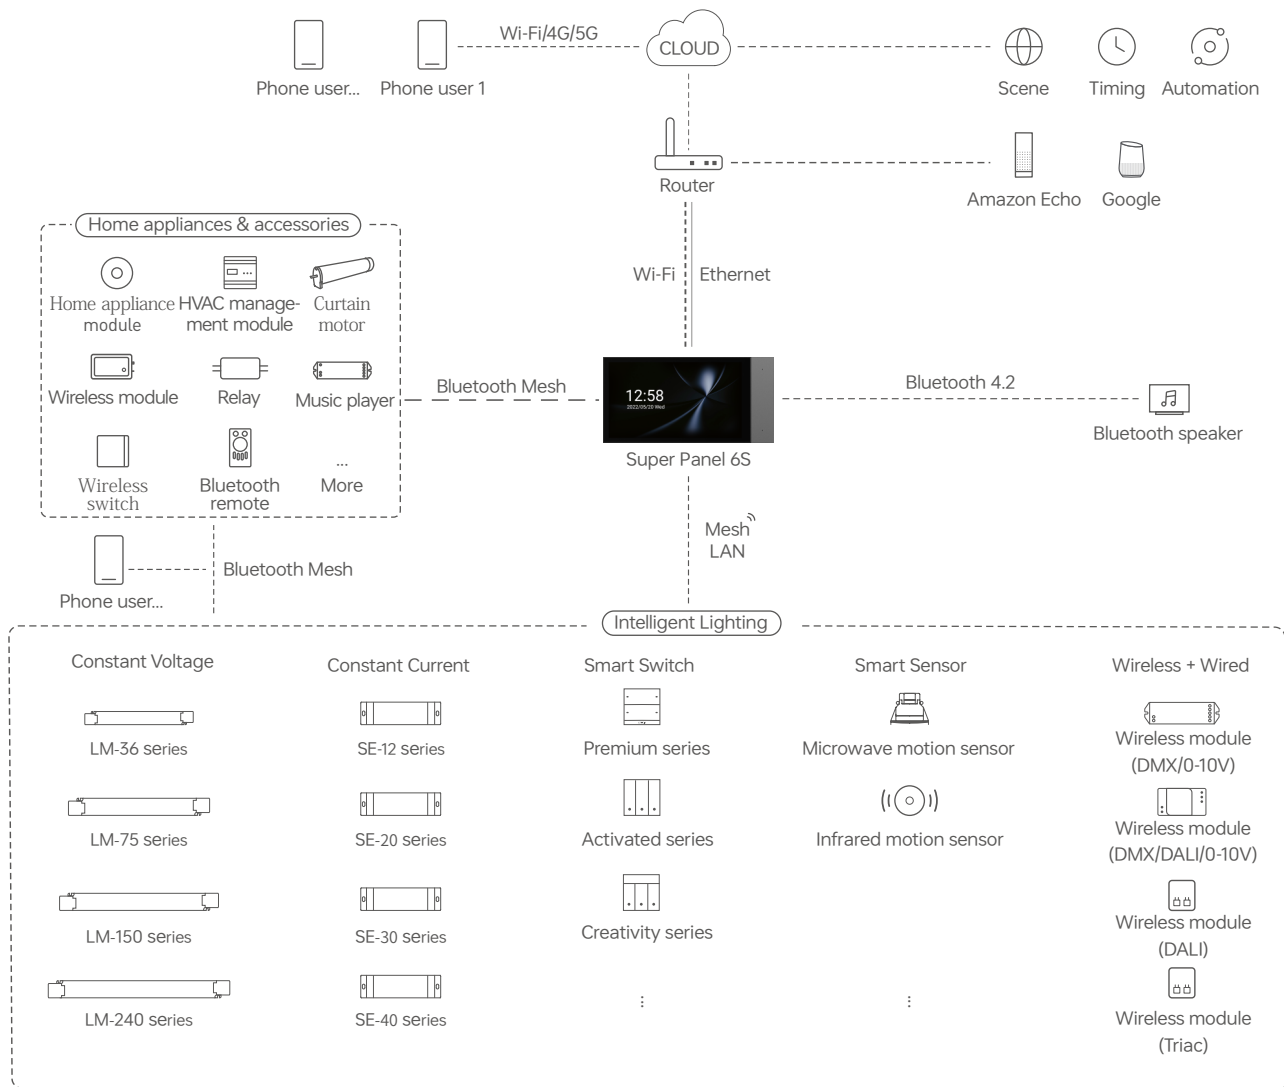 Wi-Fi/4G/5G
CLOUD
Phone user...
Phone user 1
Scene
Timing
Automation
Router
Amazon Echo
Google
Home appliances & accessories
Wi-Fi
Ethernet
Home appliance
module
HVAC manage-
ment module
Curtain
motor
Wireless module
Relay
Music player
Bluetooth Mesh
12:58
2022/05/20 Wed
Bluetooth 4.2
Bluetooth speaker
Super Panel 6S
Wireless
switch
Bluetooth
remote
...
More
Mesh
LAN
Phone user...
Bluetooth Mesh
Intelligent Lighting
Constant Voltage
Constant Current
Smart Switch
Smart Sensor
Wireless + Wired
LM-36 series
SE-12 series
Premium series
Microwave motion sensor
Wireless module
(DMX/0-10V)
LM-75 series
SE-20 series
Activated series
Infrared motion sensor
Wireless module
(DMX/DALI/0-10V)
LM-150 series
SE-30 series
Creativity series
Wireless module
(DALI)
LM-240 series
SE-40 series
Wireless module
(Triac)